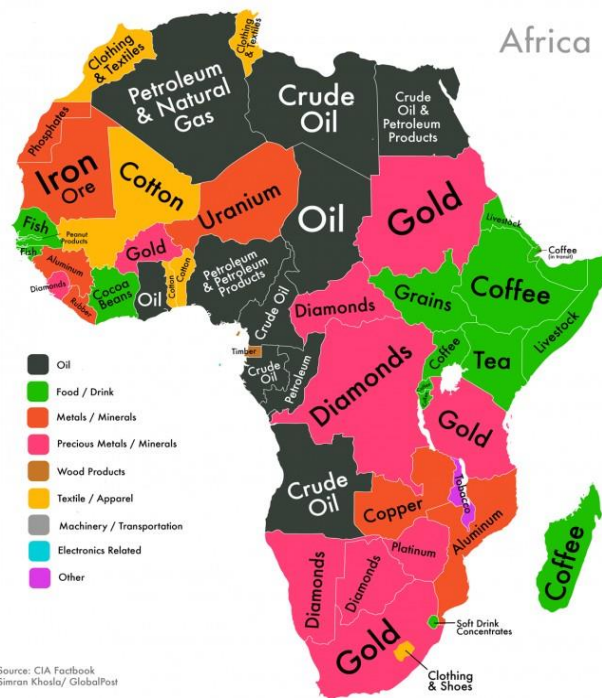 Africa
Clothing
& Textiles
Clothing
& Textiles
Petroleum
& Natural
Gas
Crude
Oil
Crude
Oil &
Petroleum
Products
Phosphates
Iron
Ore
Cotton
Uranium
Oil
Gold
Fish
Peanut
Products
Fish
Gold
Livestock
Coffee
(in transit)
Aluminum
Diamonds
Rubber
Cocoa
Beans
Oil
Cotton
Cotton
Petroleum
& Petroleum
Products
Crude Oil
Diamonds
Grains
Coffee
Livestock
Timber
Crude
Oil
Petroleum
Diamonds
Coffee
Tea
Gold
Crude
Oil
Copper
Tobacco
Aluminum
Coffee
Diamonds
Diamonds
Platinum
Gold
Soft Drink
Concentrates
Clothing
& Shoes
Oil
Food / Drink
Metals / Minerals
Precious Metals / Minerals
Wood Products
Textile / Apparel
Machinery / Transportation
Electronics Related
Other
Source: CIA Factbook
Simran Khosla/ GlobalPost